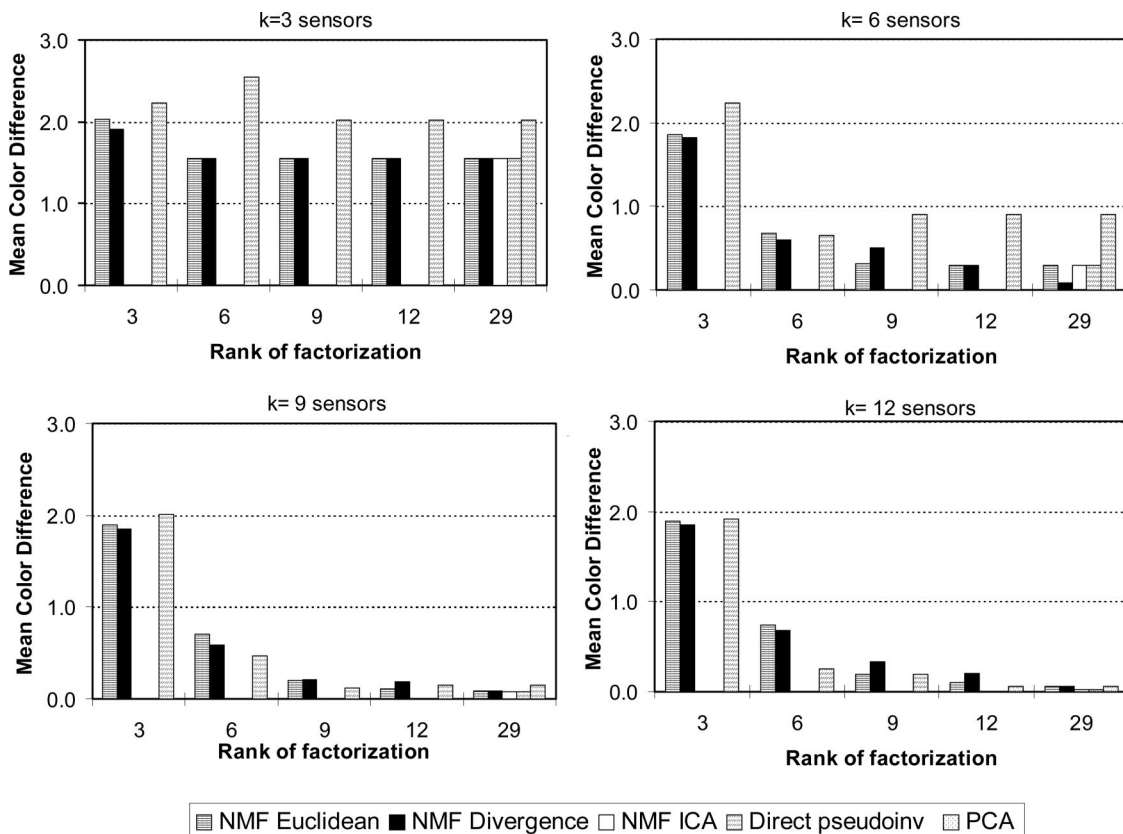 k=3 sensors
3.0
2.0
1.0
0.0
Mean Color Difference
3 6 9 12 29
Rank of factorization
k= 6 sensors
3.0
2.0
1.0
0.0
Mean Color Difference
3 6 9 12 29
Rank of factorization
k= 9 sensors
3.0
2.0
1.0
0.0
Mean Color Difference
3 6 9 12 29
Rank of factorization
k= 12 sensors
3.0
2.0
1.0
0.0
Mean Color Difference
3 6 9 12 29
Rank of factorization
NMF Euclidean NMF Divergence NMF ICA Direct pseudoinv PCA